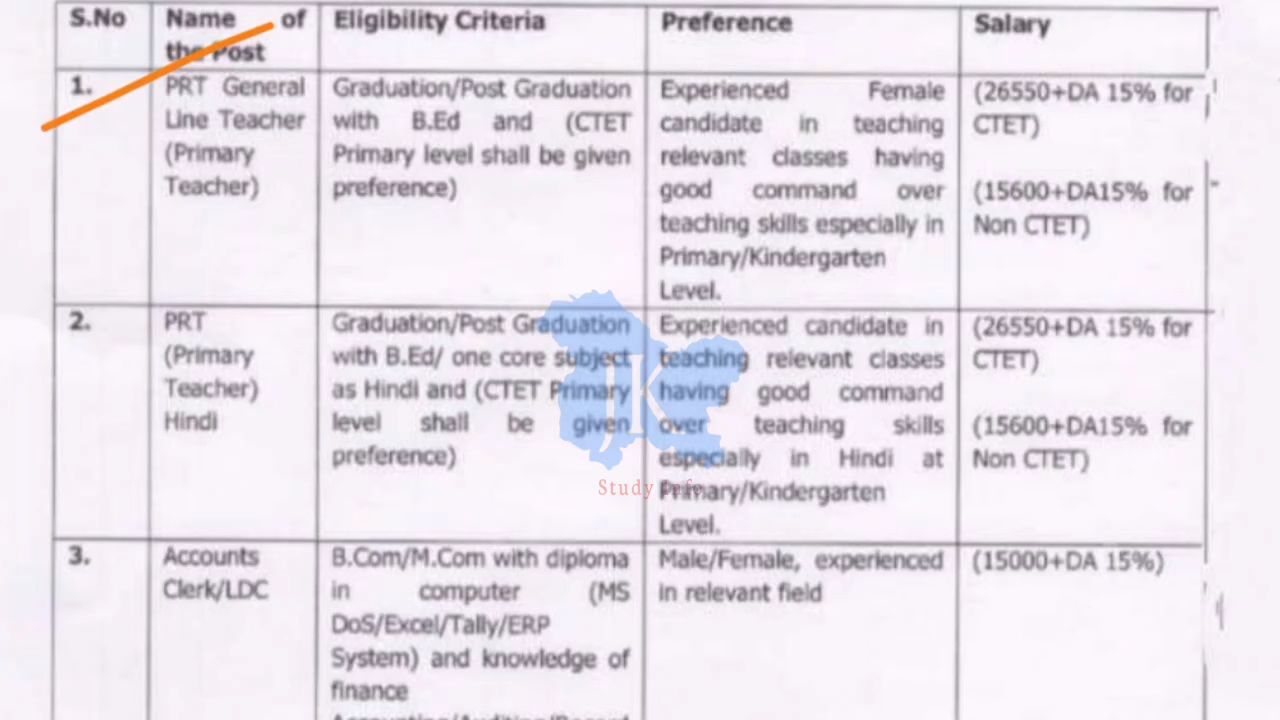 S.No
Name of
the Post
Eligibility Criteria
Preference
Salary
1.
PRT General
Line Teacher
(Primary
Teacher)
Graduation/Post Graduation
with B.Ed and (CTET
Primary level shall be given
preference)
Experienced Female
candidate in teaching
relevant classes having
good command over
teaching skills especially in
Primary/Kindergarten
Level.
(26550+DA 15% for
CTET)
(15600+DA15% for
Non CTET)
2.
PRT
(Primary
Teacher)
Hindi
Graduation/Post Graduation
with B.Ed/ one core subject
as Hindi and (CTET Primary
level shall be given
preference)
Experienced candidate in
teaching relevant classes
having good command
over teaching skills
especially in Hindi at
Primary/Kindergarten
Level.
(26550+DA 15% for
CTET)
(15600+DA15% for
Non CTET)
JK
Study Info
3.
Accounts
Clerk/LDC
B.Com/M.Com with diploma
in computer (MS
DoS/Excel/Tally/ERP
System) and knowledge of
finance
Accounting/Auditing/Record
Male/Female, experienced
in relevant field
(15000+DA 15%)